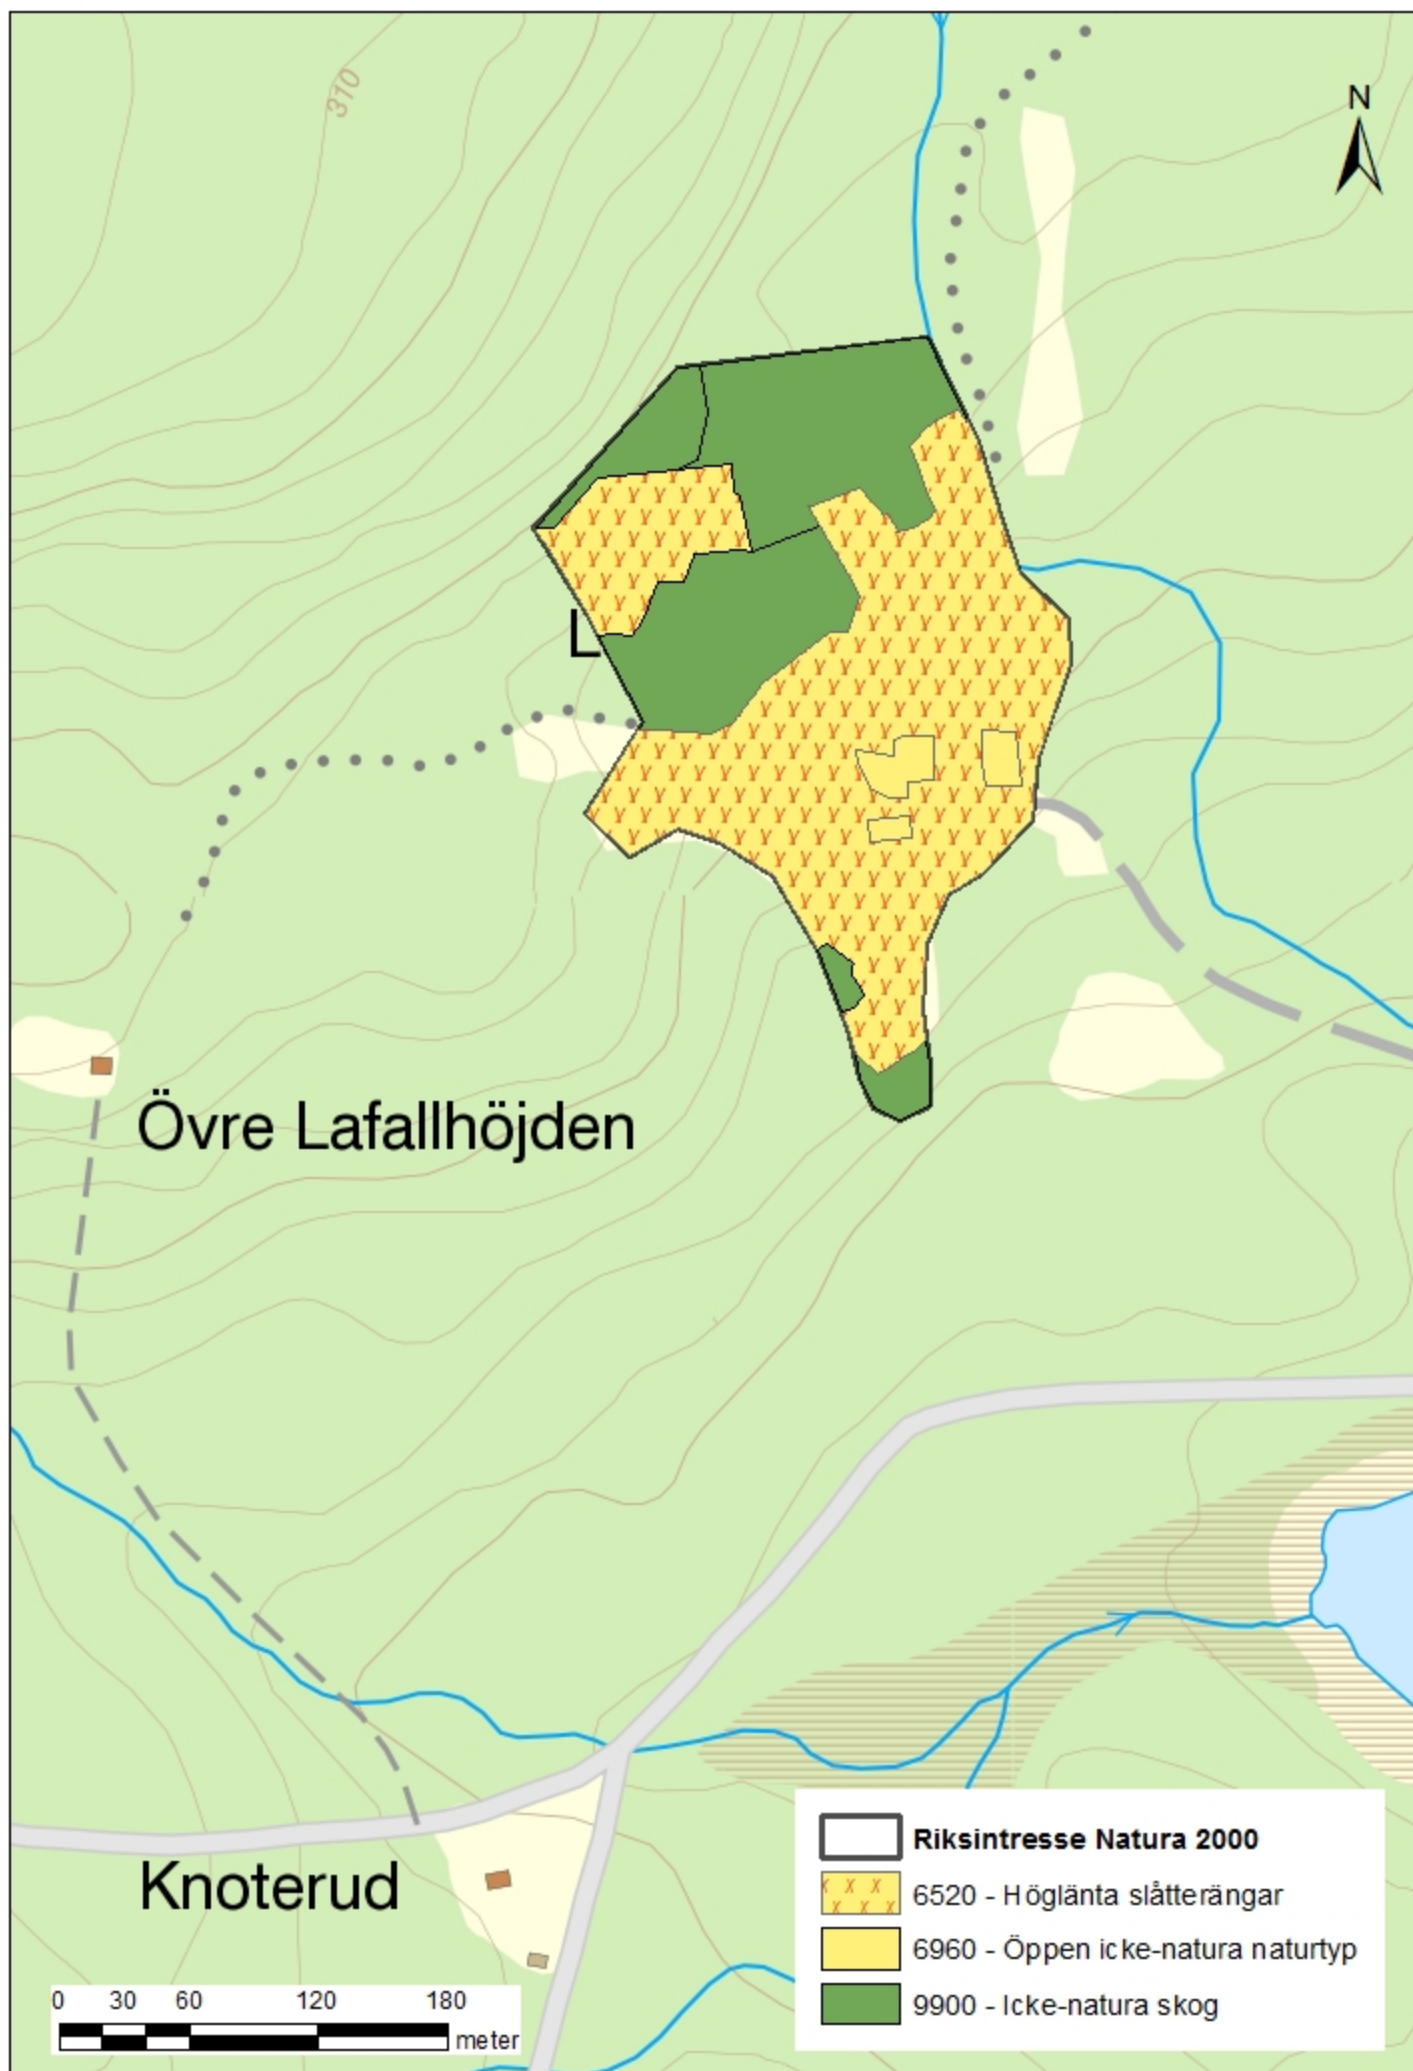 310
N
L
Övre Lafallhöjden
Knoterud
Riksintresse Natura 2000
6520 - Höglänta slåtterängar
6960 - Öppen icke-natura naturtyp
9900 - Icke-natura skog
0 30 60 120 180
meter